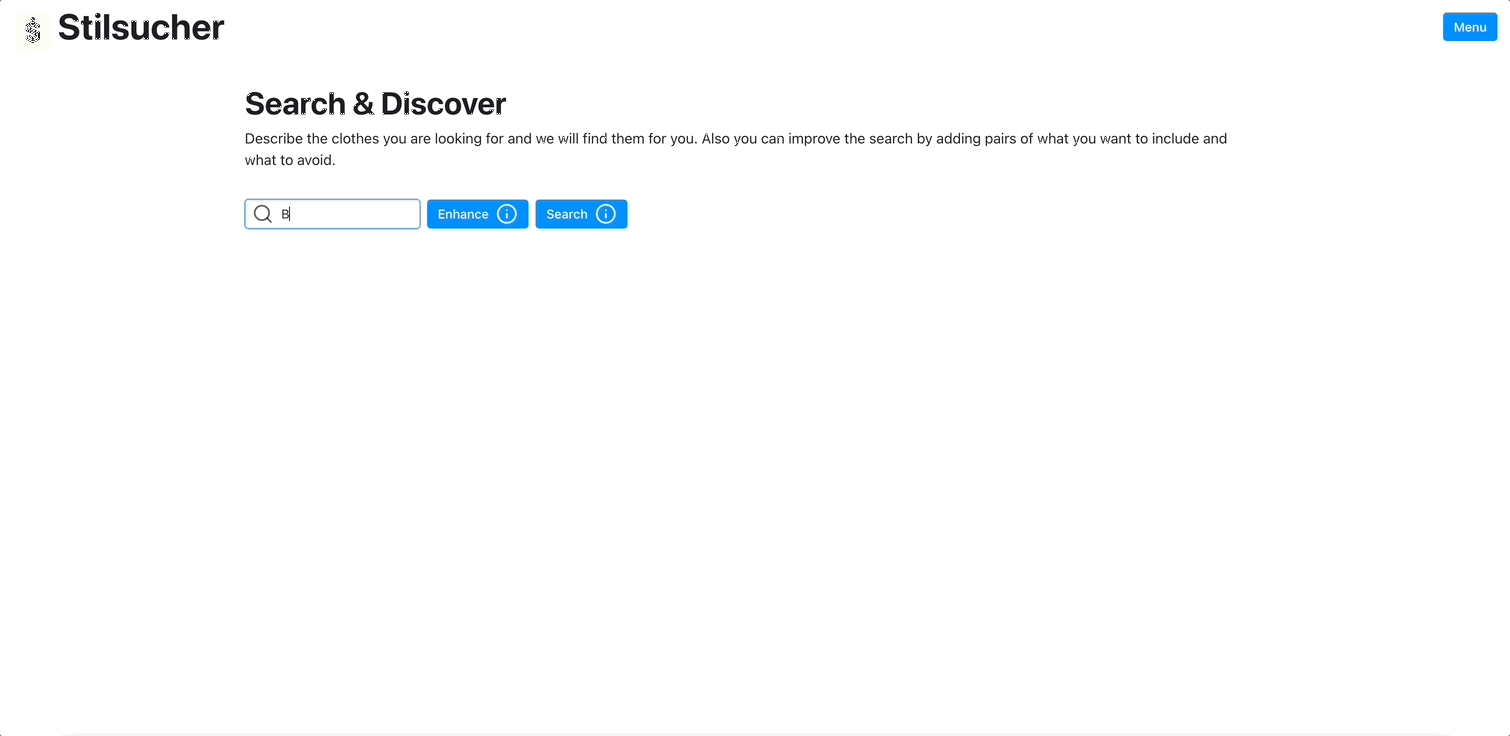 Stilsucher
Menu
Search & Discover
Describe the clothes you are looking for and we will find them for you. Also you can improve the search by adding pairs of what you want to include and
what to avoid.
B
Enhance
Search